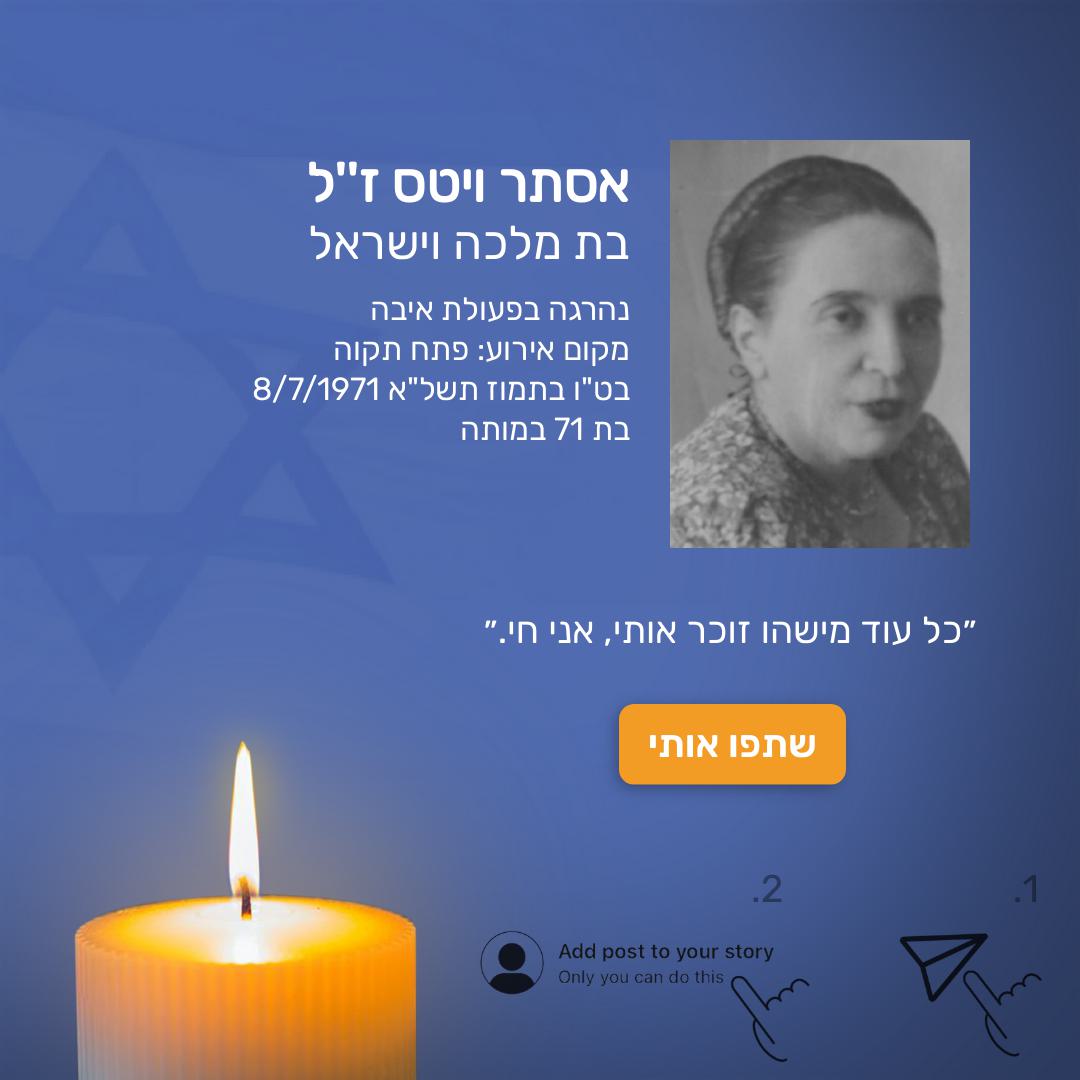 אסתר ויטס ז"ל
בת מלכה וישראל
נהרגה בפעולת איבה
מקום אירוע: פתח תקוה
בט"ו בתמוז תשל"א 8/7/1971
בת 71 במותה
״כל עוד מישהו זוכר אותי, אני חי.״
שתפו אותי
1.
2.
Add post to your story
Only you can do this